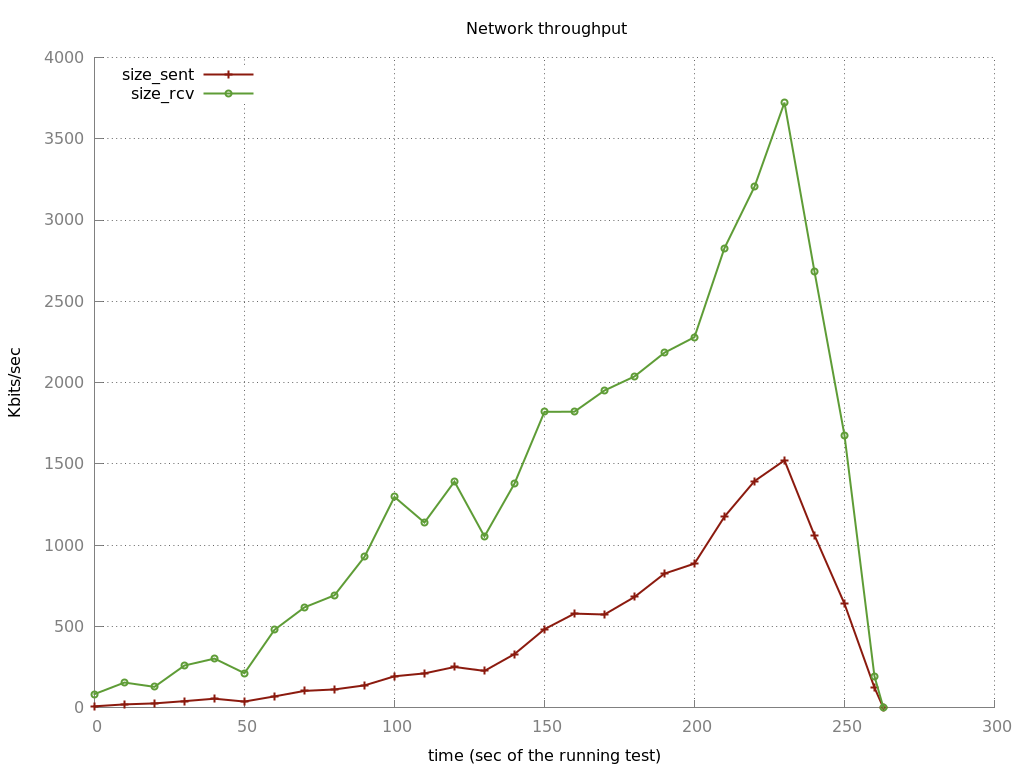 Network throughput
4000
size_sent
size_rcv
3500
3000
2500
2000
1500
1000
500
0
Kbits/sec
0 50 100 150 200 250 300
time (sec of the running test)